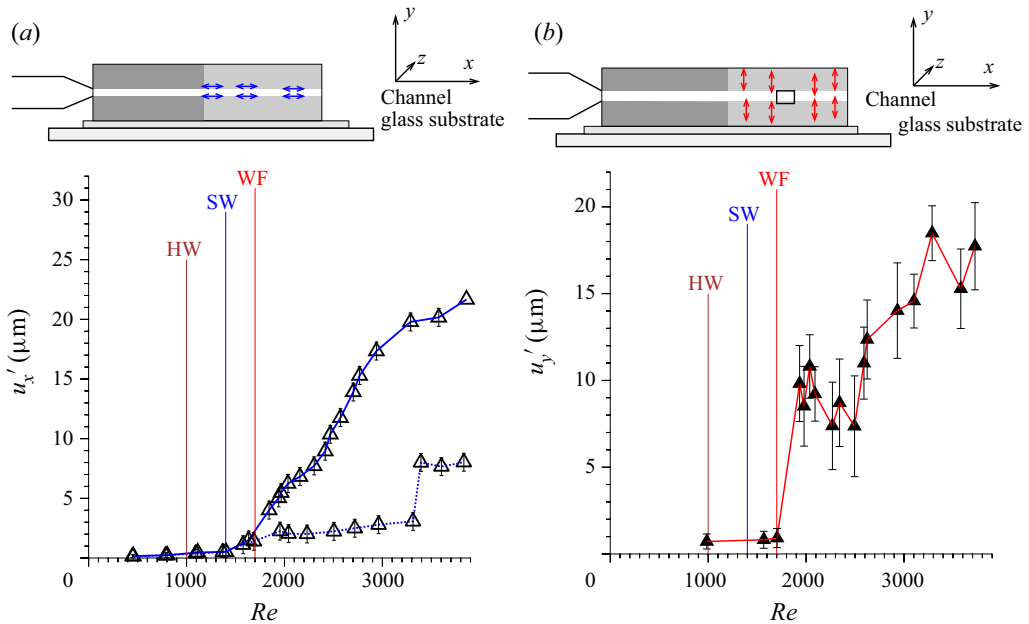 (a)
y
z
x
Channel
glass substrate
30
25
20
15
10
5
0
1000
2000
3000
HW
SW
WF
uₓ′ (μm)
Re
(b)
y
z
x
Channel
glass substrate
20
15
10
5
0
1000
2000
3000
HW
SW
WF
u_y′ (μm)
Re